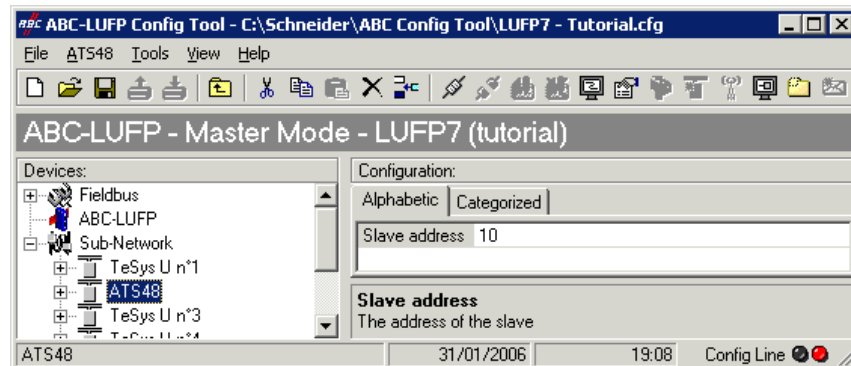 ABC-LUFP Config Tool - C:\Schneider\ABC Config Tool\LUFP7 - Tutorial.cfg
File ATS48 Tools View Help
ABC-LUFP - Master Mode - LUFP7 (tutorial)
Devices:
Fieldbus
ABC-LUFP
Sub-Network
TeSys U n°1
ATS48
TeSys U n°3
Configuration:
Alphabetic Categorized
Slave address 10
Slave address
The address of the slave
ATS48 31/01/2006 19:08 Config Line